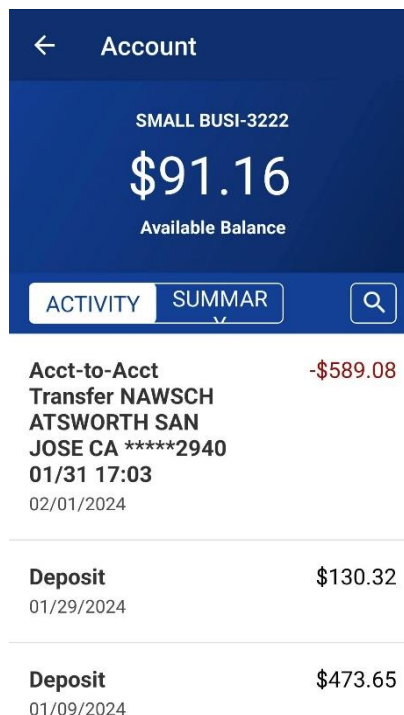 Account
SMALL BUSI-3222
$91.16
Available Balance
ACTIVITY SUMMAR
Y
Acct-to-Acct -$589.08
Transfer NAWSCH
ATSWORTH SAN
JOSE CA *****2940
01/31 17:03
02/01/2024
Deposit $130.32
01/29/2024
Deposit $473.65
01/09/2024